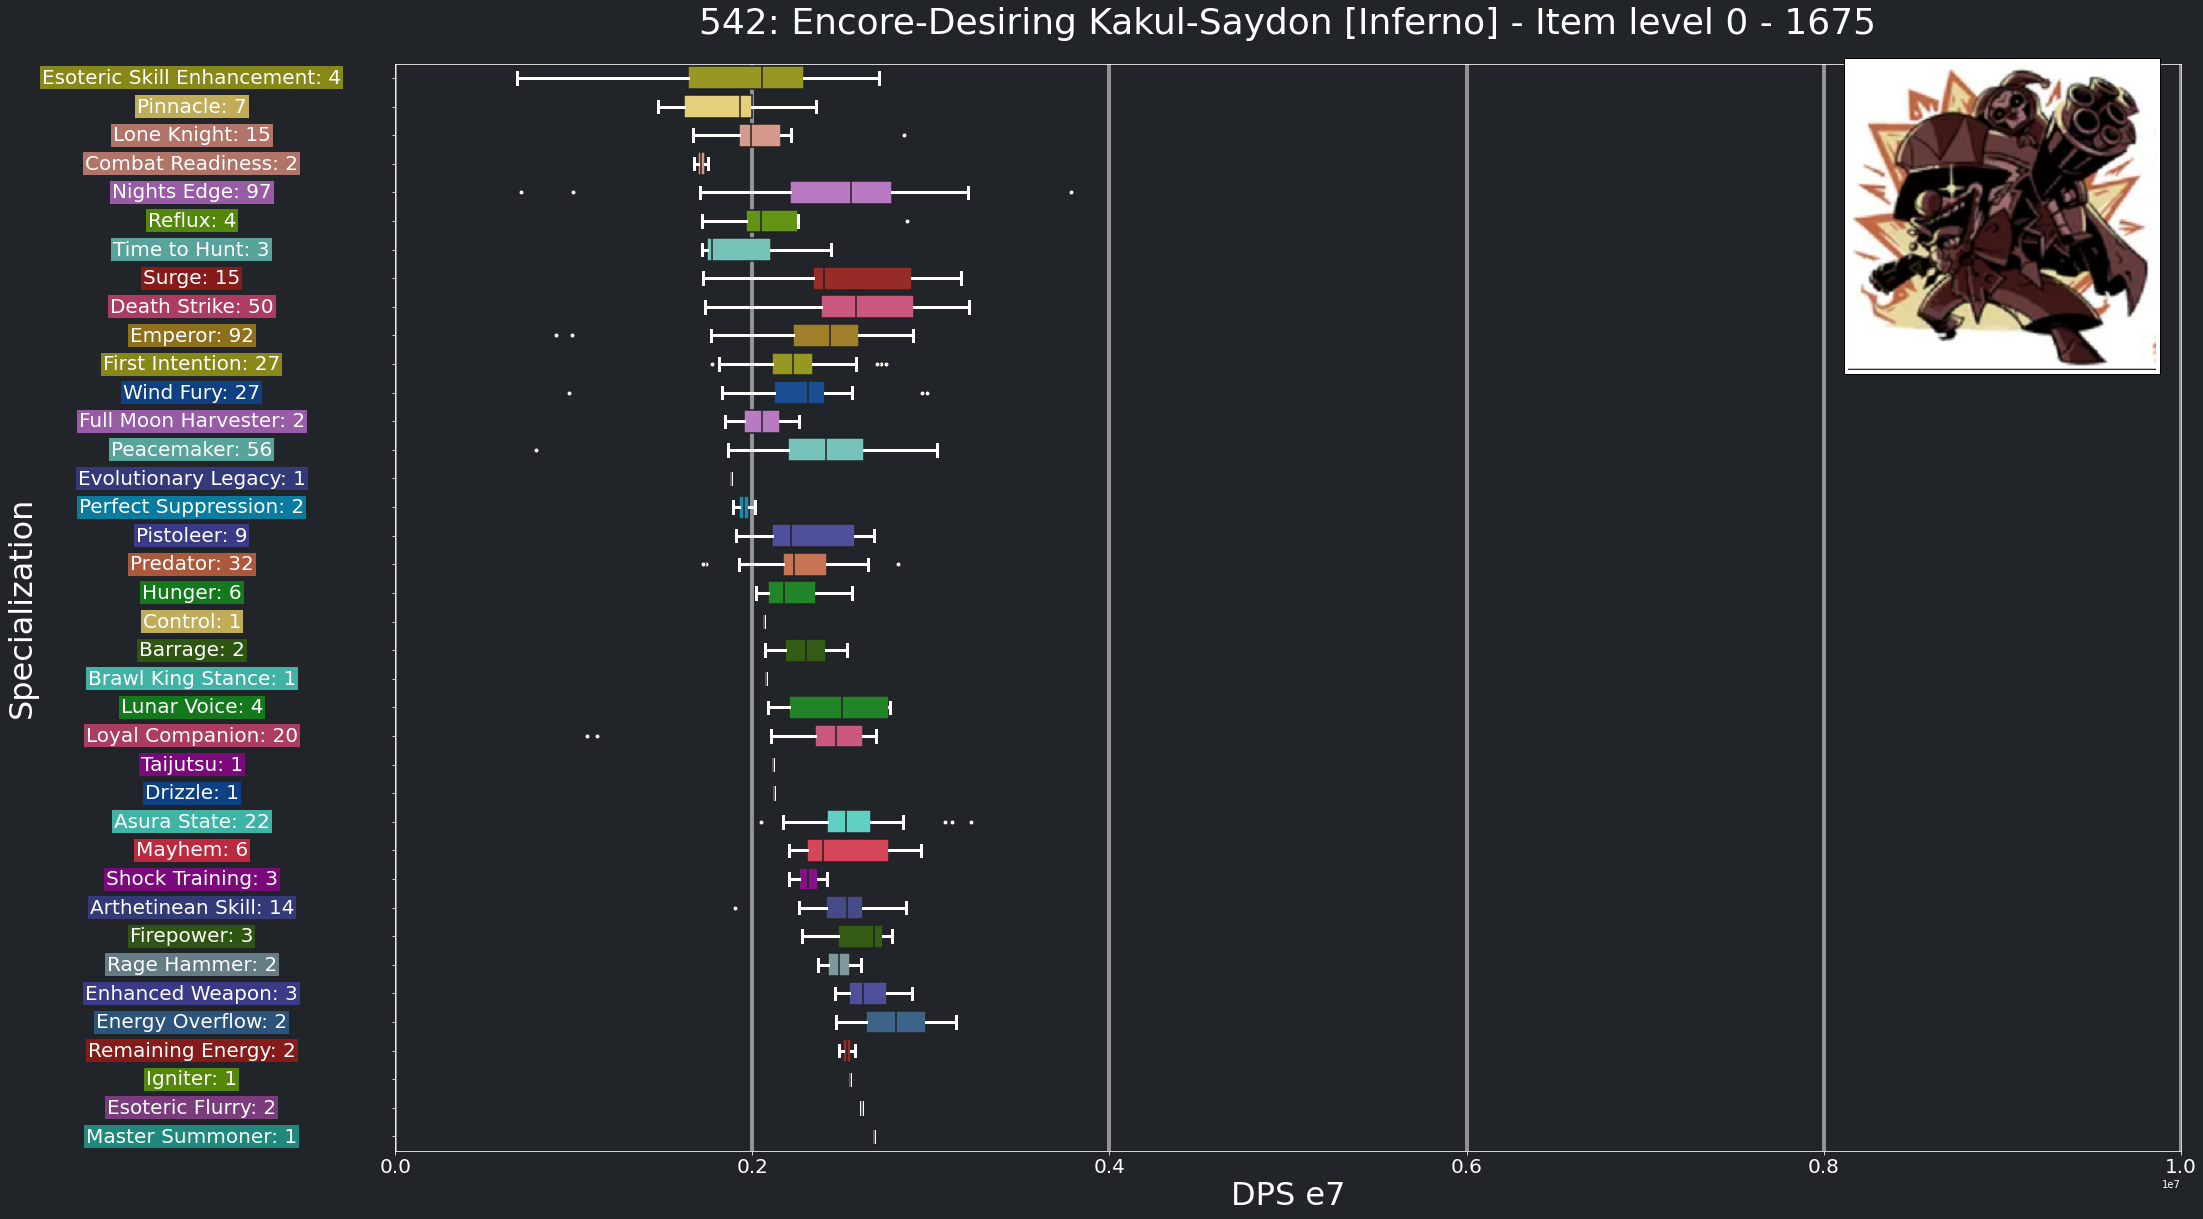 542: Encore-Desiring Kakul-Saydon [Inferno] - Item level 0 - 1675
Esoteric Skill Enhancement: 4
Pinnacle: 7
Lone Knight: 15
Combat Readiness: 2
Nights Edge: 97
Reflux: 4
Time to Hunt: 3
Surge: 15
Death Strike: 50
Emperor: 92
First Intention: 27
Wind Fury: 27
Full Moon Harvester: 2
Peacemaker: 56
Evolutionary Legacy: 1
Perfect Suppression: 2
Pistoleer: 9
Predator: 32
Hunger: 6
Control: 1
Barrage: 2
Brawl King Stance: 1
Lunar Voice: 4
Loyal Companion: 20
Taijutsu: 1
Drizzle: 1
Asura State: 22
Mayhem: 6
Shock Training: 3
Arthetinean Skill: 14
Firepower: 3
Rage Hammer: 2
Enhanced Weapon: 3
Energy Overflow: 2
Remaining Energy: 2
Igniter: 1
Esoteric Flurry: 2
Master Summoner: 1
Specialization
0.0 0.2 0.4 0.6 0.8 1.0
1e7
DPS e7